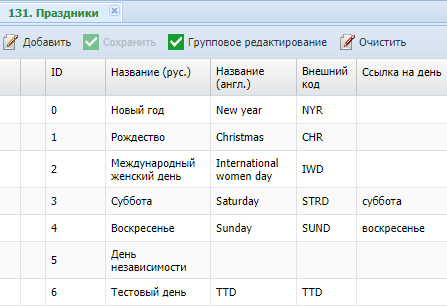 131. Праздники
Добавить Сохранить Групповое редактирование Очистить
ID Название (рус.) Название (англ.) Внешний код Ссылка на день
0 Новый год New year NYR
1 Рождество Christmas CHR
2 Международный женский день International women day IWD
3 Суббота Saturday STRD суббота
4 Воскресенье Sunday SUND воскресенье
5 День независимости
6 Тестовый день TTD TTD